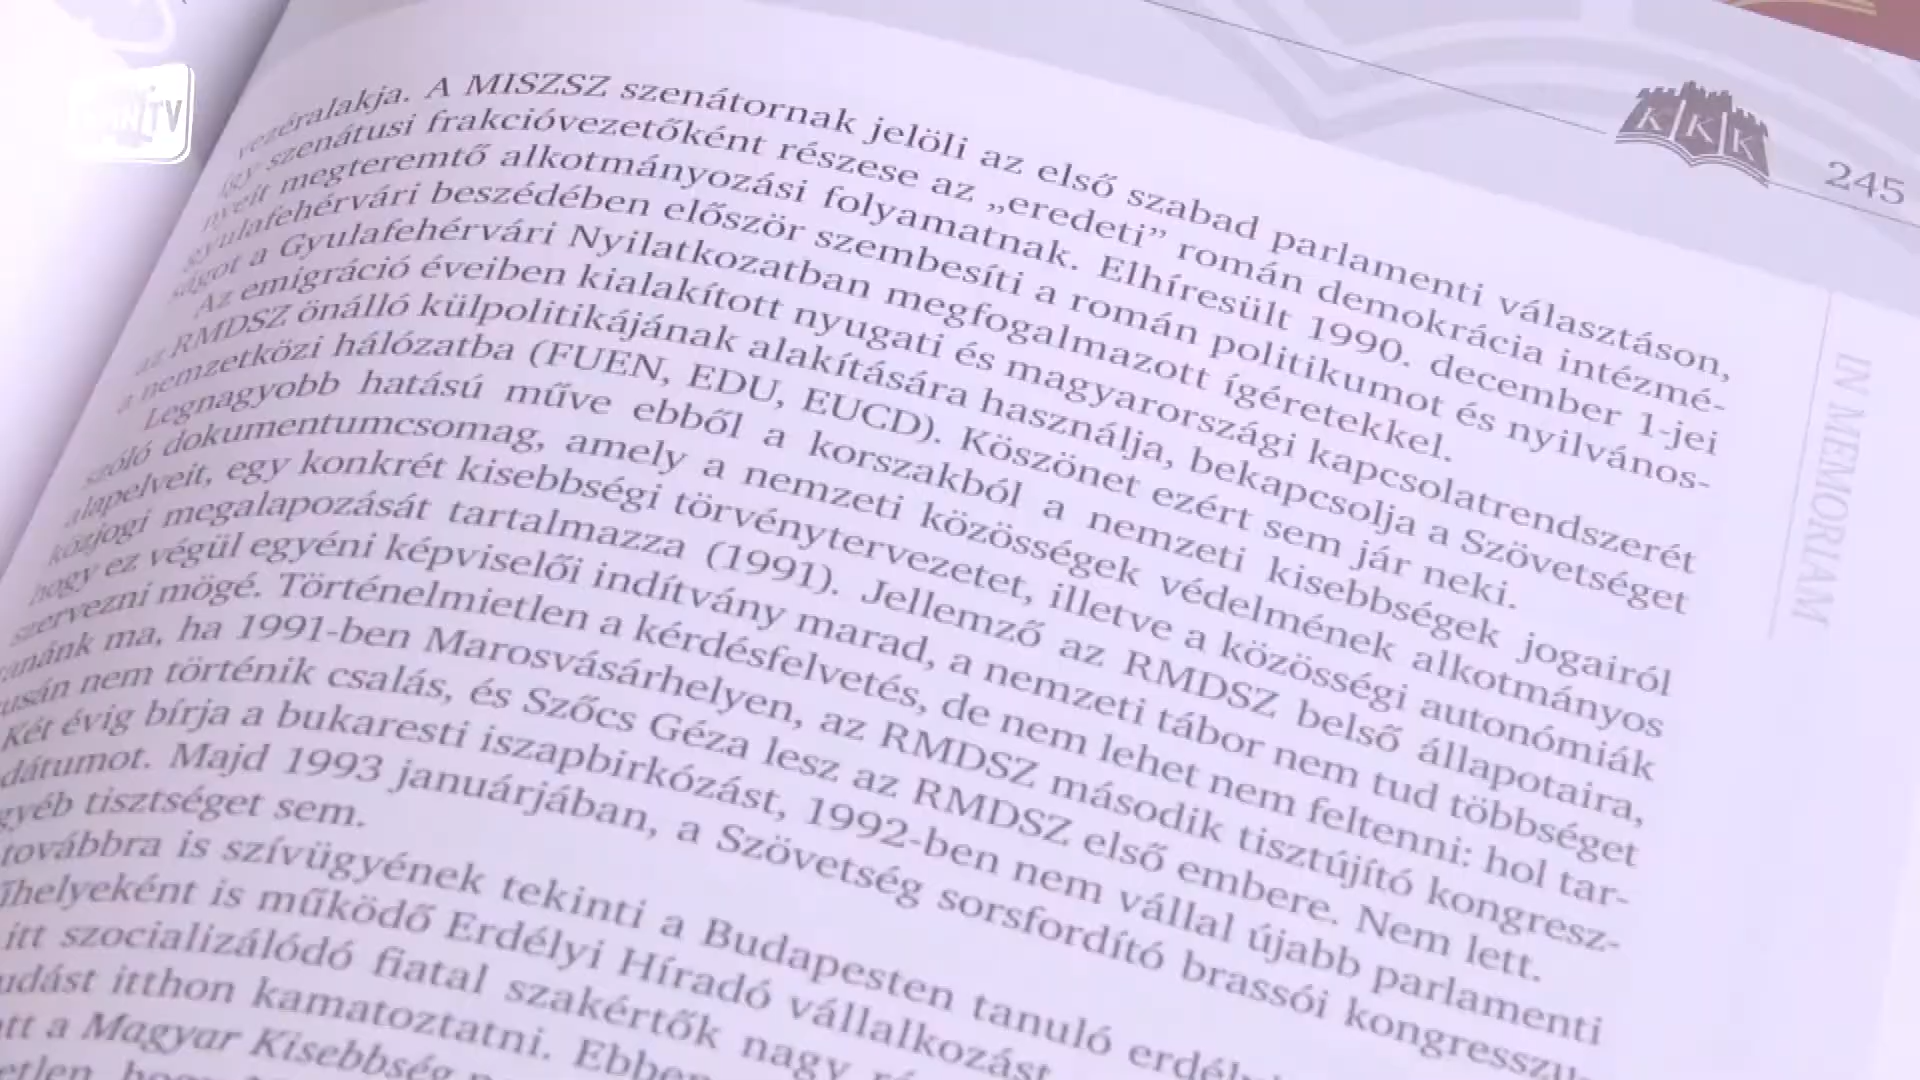 TV
KKK
245
IN MEMORIAM
vezéralakja. A MISZSZ szenátornak jelöli az első szabad parlamenti választáson,
így szenátusi frakcióvezetőként részese az „eredeti” román demokrácia intézmé-
nyeit megteremtő alkotmányozási folyamatnak. Elhíresült 1990. december 1-jei
gyulafehérvári beszédében először szembesíti a román politikumot és nyilvános-
ságot a Gyulafehérvári Nyilatkozatban megfogalmazott ígéretekkel.
Az emigráció éveiben kialakított nyugati és magyarországi kapcsolatrendszerét
az RMDSZ önálló külpolitikájának alakítására használja, bekapcsolja a Szövetséget
a nemzetközi hálózatba (FUEN, EDU, EUCD). Köszönet ezért sem jár neki.
Legnagyobb hatású műve ebből a korszakból a nemzeti kisebbségek jogairól
szóló dokumentumcsomag, amely a nemzeti közösségek védelmének alkotmányos
alapelveit, egy konkrét kisebbségi törvénytervezetet, illetve a közösségi autonómiák
közjogi megalapozását tartalmazza (1991). Jellemző az RMDSZ belső állapotaira,
hogy ez végül egyéni képviselői indítvány marad, a nemzeti tábor nem tud többséget
szervezni mögé. Történelmietlen a kérdésfelvetés, de nem lehet nem feltenni: hol tar-
anánk ma, ha 1991-ben Marosvásárhelyen, az RMDSZ második tisztújító kongresz-
usán nem történik csalás, és Szőcs Géza lesz az RMDSZ első embere. Nem lett.
Két évig bírja a bukaresti iszapbirkózást, 1992-ben nem vállal újabb parlamenti
dátumot. Majd 1993 januárjában, a Szövetség sorsfordító brassói kongresszu
gyéb tisztséget sem.
továbbra is szívügyének tekinti a Budapesten tanuló erdély
űhelyeként is működő Erdélyi Híradó vállalkozást
itt szocializálódó fiatal szakértők nagy
udást itthon kamatoztatni. Ebben
att a Magyar Kisebbség
etlen, hogy